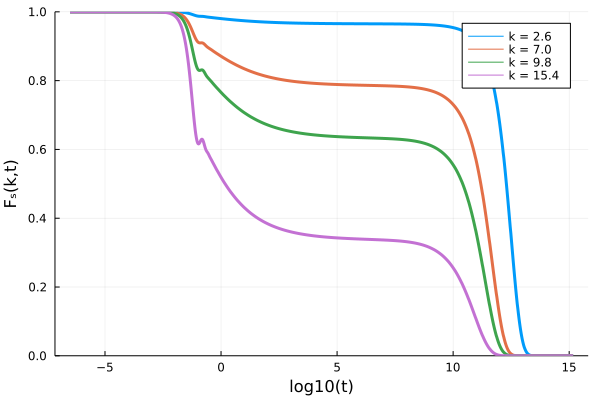 1.0
k = 2.6
k = 7.0
k = 9.8
k = 15.4
0.8
0.6
Fₛ(k,t)
0.4
0.2
0.0
−5
0
5
10
15
log10(t)